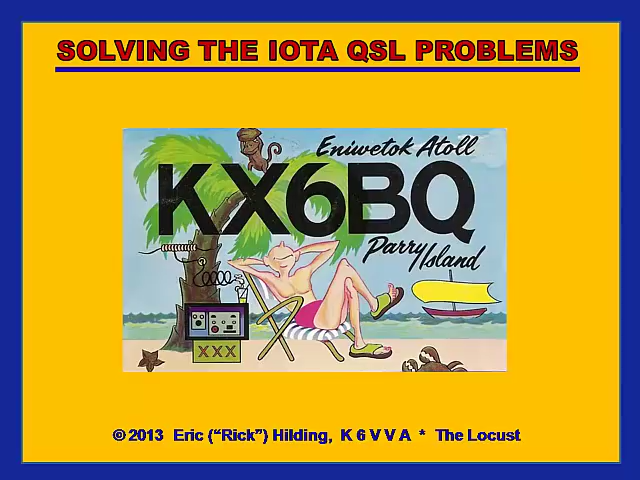 SOLVING THE IOTA QSL PROBLEMS
Eniwetok Atoll
KX6BQ
Parry Island
XXX
© 2013 Eric ("Rick") Hilding, K 6 V V A * The Locust